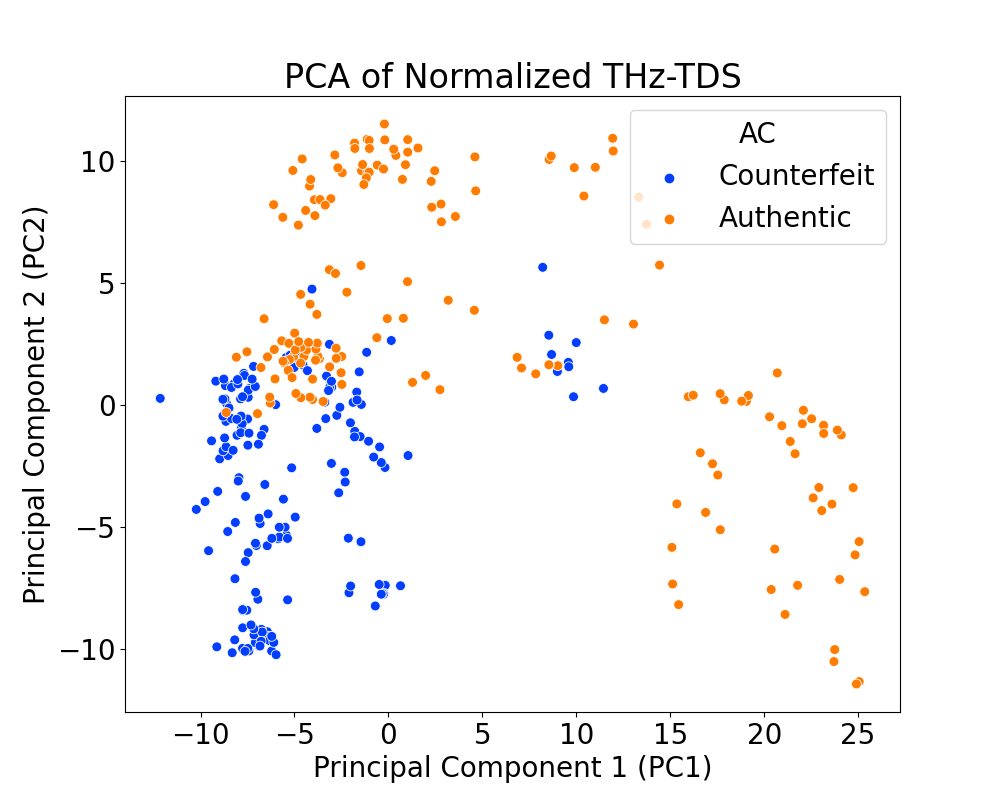 PCA of Normalized THz-TDS
AC
Counterfeit
Authentic
10
5
0
−5
−10
Principal Component 2 (PC2)
−10 −5 0 5 10 15 20 25
Principal Component 1 (PC1)